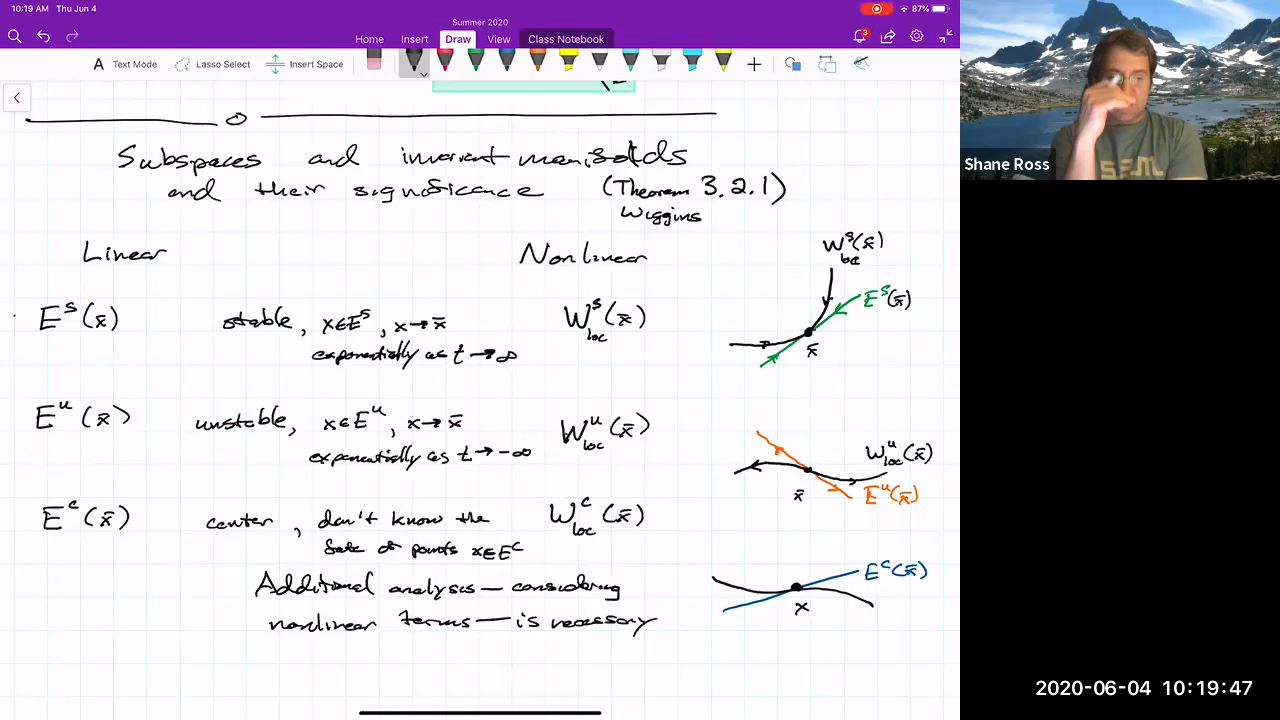 10:19 AM Thu Jun 4
87%
Summer 2020
Home Insert Draw View Class Notebook
3
A Text Mode Lasso Select Insert Space
Subspaces and invariant manifolds
and their significance (Theorem 3.2.1)
Wiggins
Linear Nonlinear
E^s(x̄) stable, x∈E^s, x→x̄ W^s_loc(x̄)
exponentially as t→∞
W^s_loc(x̄)
E^s(x̄)
x̄
E^u(x̄) unstable, x∈E^u, x→x̄ W^u_loc(x̄)
exponentially as t→-∞
W^u_loc(x̄)
E^u(x̄)
x̄
E^c(x̄) center, don't know the W^c_loc(x̄)
fate of points x∈E^c
Additional analysis — considering
nonlinear terms — is necessary
E^c(x̄)
x
Shane Ross
2020-06-04 10:19:47